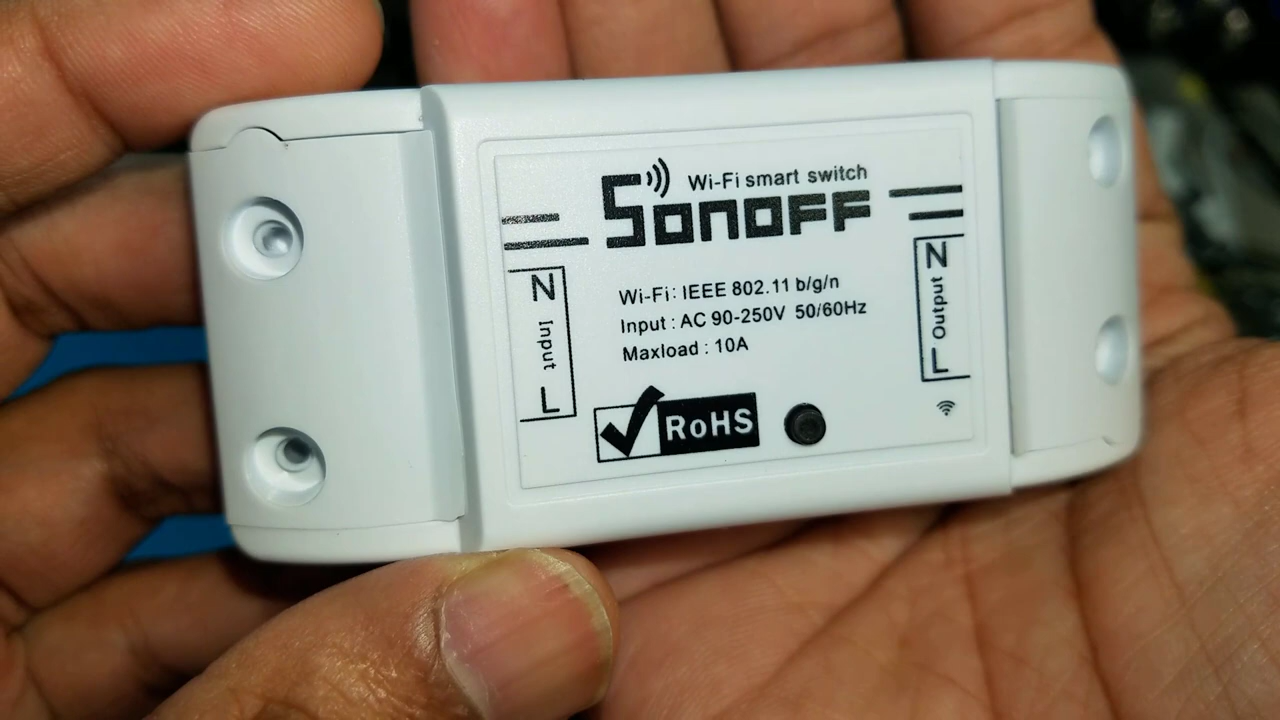 Wi-Fi smart switch
SONOFF
N Input L
Wi-Fi: IEEE 802.11 b/g/n
Input : AC 90-250V 50/60Hz
Maxload : 10A
N Output L
RoHS